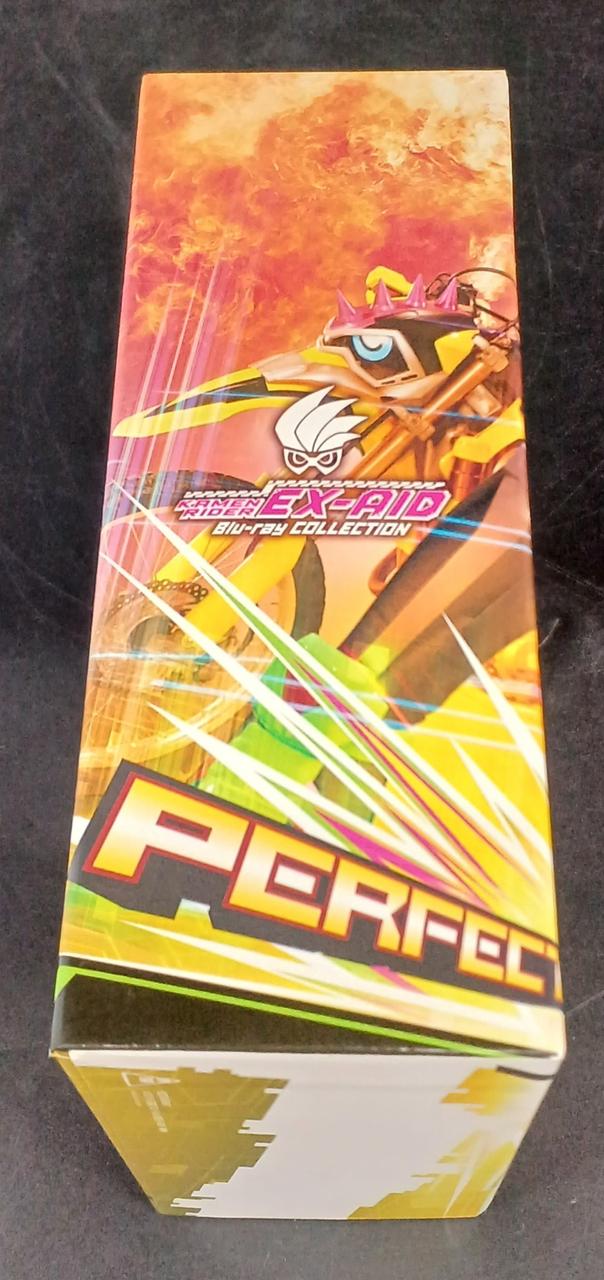 KAMEN RIDER EX-AID
Blu-ray COLLECTION
PERFECT